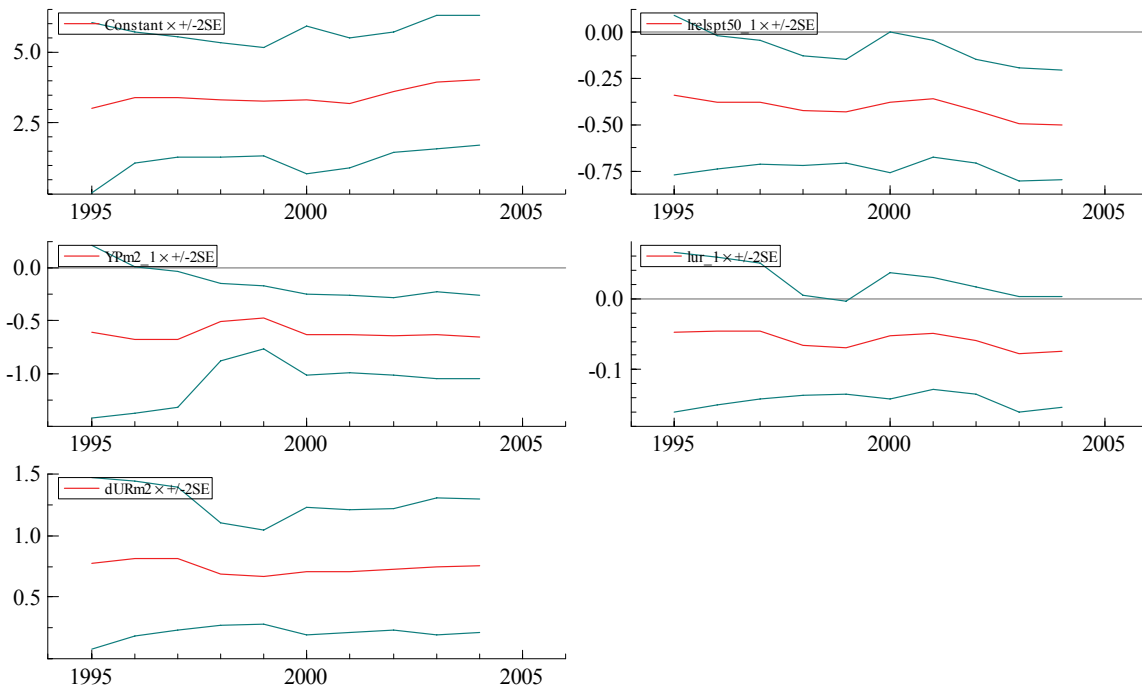 Constant × +/-2SE
5.0
2.5
1995 2000 2005
lrelspt50_1 × +/-2SE
0.00
-0.25
-0.50
-0.75
1995 2000 2005
YPm2_1 × +/-2SE
0.0
-0.5
-1.0
1995 2000 2005
lur_1 × +/-2SE
0.0
-0.1
1995 2000 2005
dURm2 × +/-2SE
1.5
1.0
0.5
1995 2000 2005